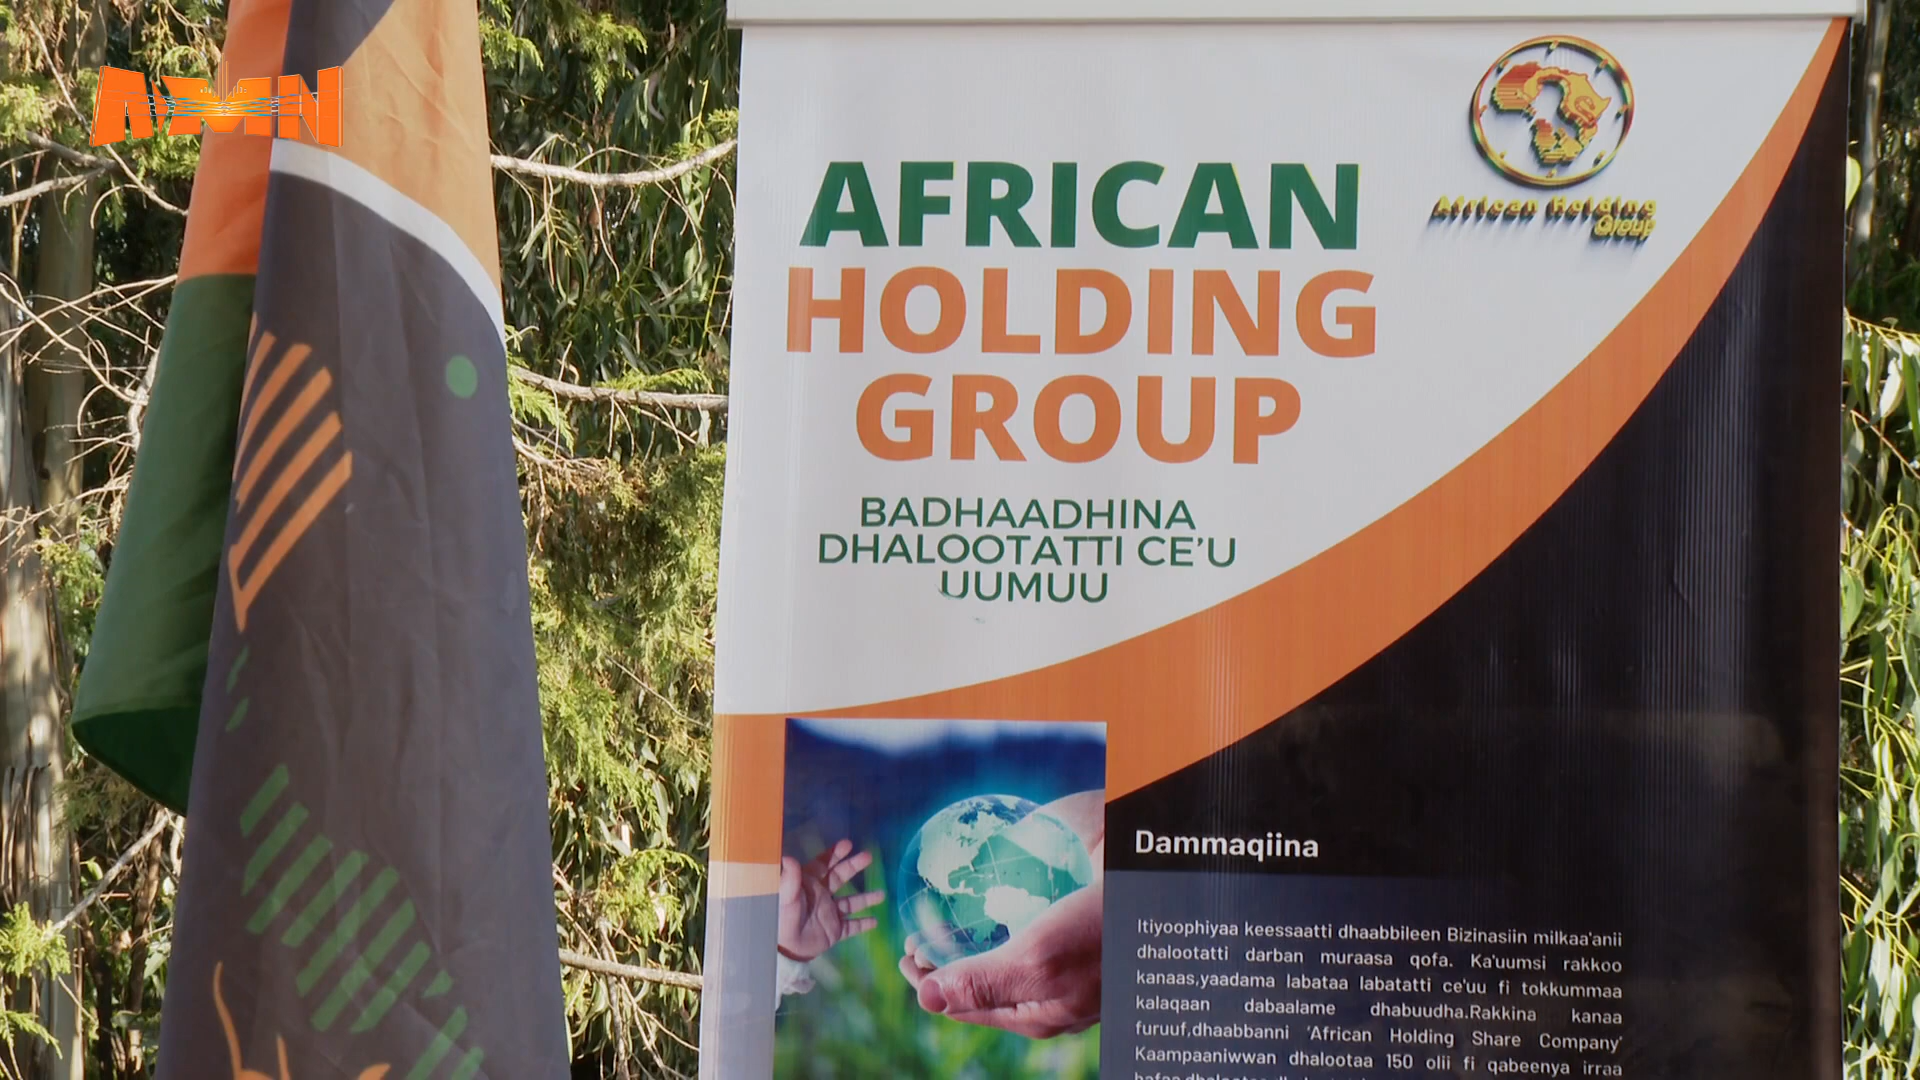 AMN
AFRICAN
HOLDING
GROUP
African Holding
Group
BADHAADHINA
DHALOOTATTI CE'U
UUMUU
Dammaqiina
Itiyoophiyaa keessaatti dhaabbileen Bizinasiin milkaa'anii
dhalootatti darban muraasa qofa. Ka'uumsi rakkoo
kanaas,yaadama labataa labatatti ce'uu fi tokkummaa
kalaqaan dabaalame dhabuudha.Rakkina kanaa
furuuf,dhaabbanni 'African Holding Share Company'
Kaampaaniwwan dhalootaa 150 olii fi qabeenya irraa